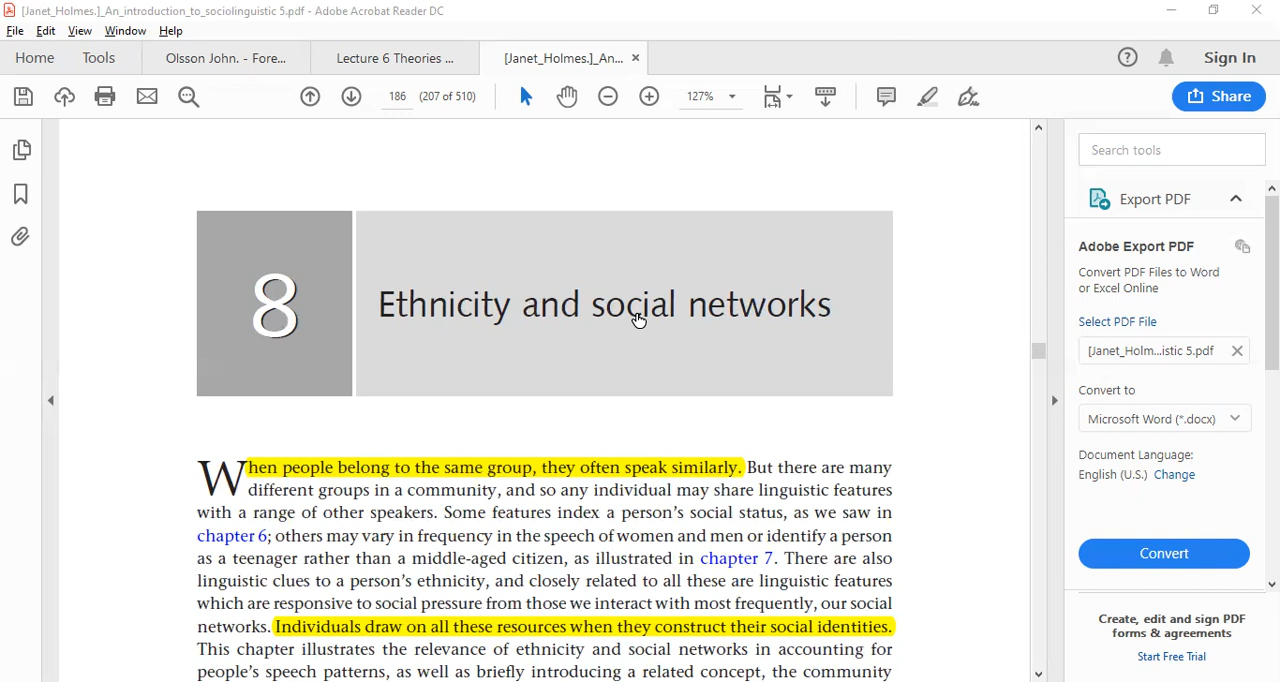 [Janet_Holmes.]_An_introduction_to_sociolinguistic 5.pdf - Adobe Acrobat Reader DC
File Edit View Window Help
Home Tools Olsson John. - Fore... Lecture 6 Theories ... [Janet_Holmes.]_An... × Sign In
186 (207 of 510) 127% Share
Search tools
Export PDF
8 Ethnicity and social networks
Adobe Export PDF
Convert PDF Files to Word
or Excel Online
Select PDF File
[Janet_Holm...istic 5.pdf
Convert to
Microsoft Word (*.docx)
Document Language:
English (U.S.) Change
Convert
Create, edit and sign PDF
forms & agreements
Start Free Trial
When people belong to the same group, they often speak similarly. But there are many
different groups in a community, and so any individual may share linguistic features
with a range of other speakers. Some features index a person's social status, as we saw in
chapter 6; others may vary in frequency in the speech of women and men or identify a person
as a teenager rather than a middle-aged citizen, as illustrated in chapter 7. There are also
linguistic clues to a person's ethnicity, and closely related to all these are linguistic features
which are responsive to social pressure from those we interact with most frequently, our social
networks. Individuals draw on all these resources when they construct their social identities.
This chapter illustrates the relevance of ethnicity and social networks in accounting for
people's speech patterns, as well as briefly introducing a related concept, the community